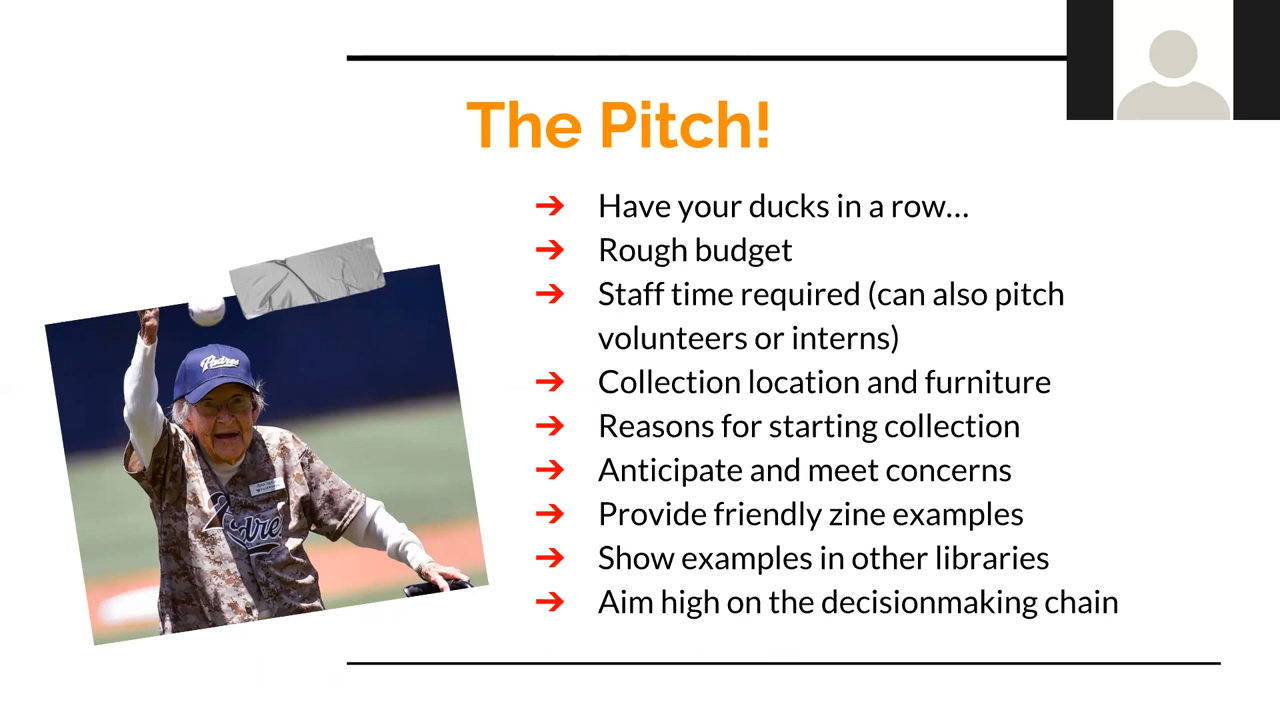 The Pitch!
➔ Have your ducks in a row...
➔ Rough budget
➔ Staff time required (can also pitch
volunteers or interns)
➔ Collection location and furniture
➔ Reasons for starting collection
➔ Anticipate and meet concerns
➔ Provide friendly zine examples
➔ Show examples in other libraries
➔ Aim high on the decisionmaking chain
Padres